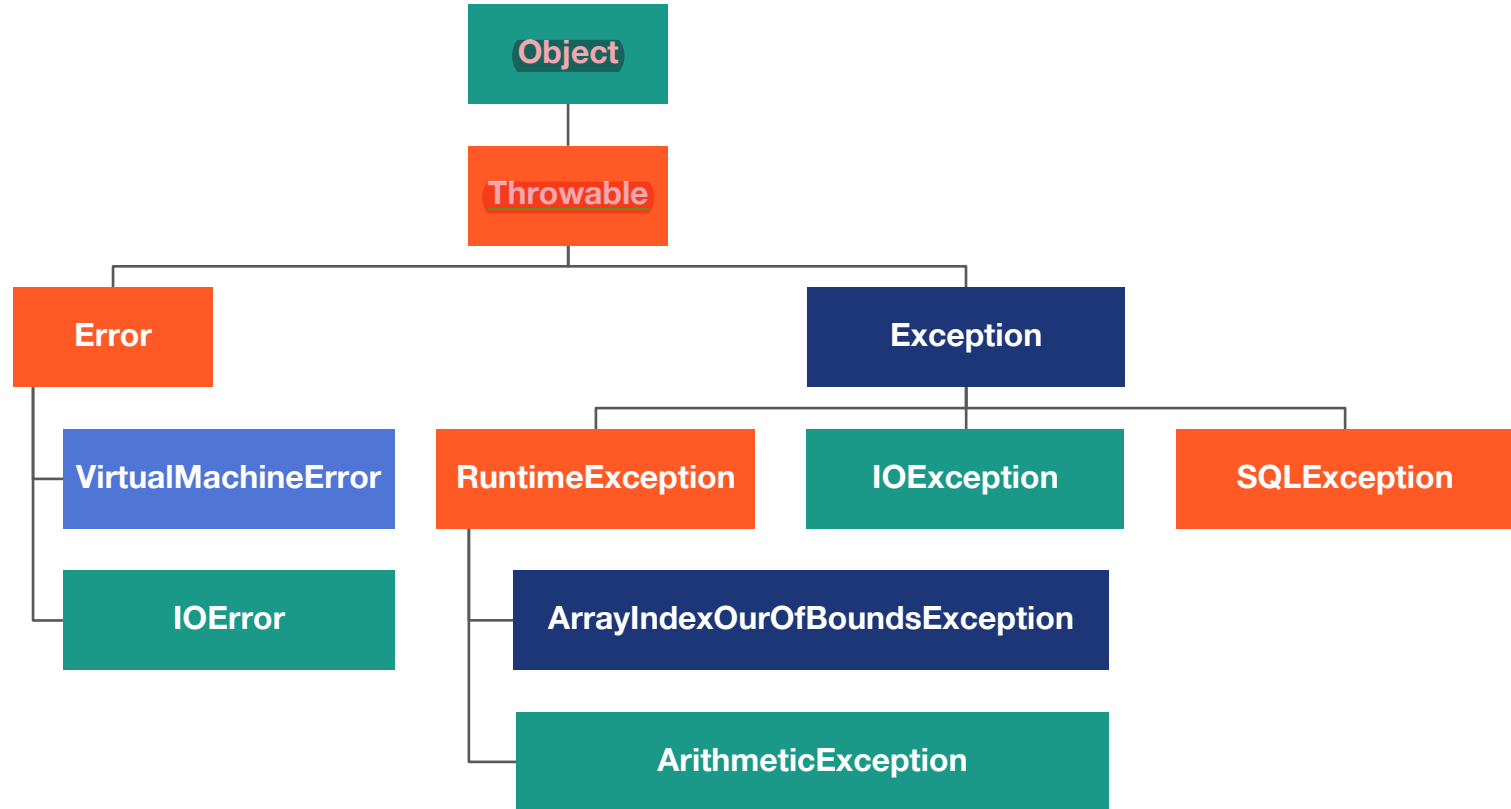 Object
Throwable
Error
Exception
VirtualMachineError
RuntimeException
IOException
SQLException
IOError
ArrayIndexOurOfBoundsException
ArithmeticException